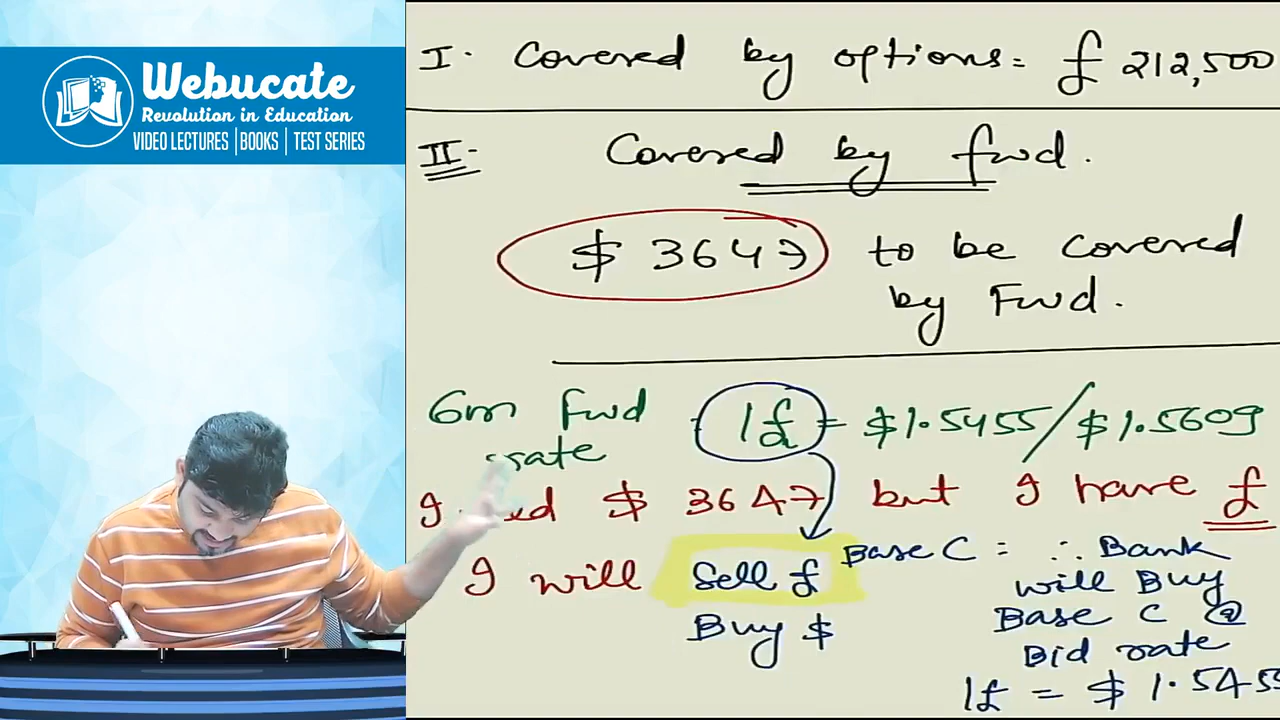 Webucate
Revolution in Education
VIDEO LECTURES | BOOKS | TEST SERIES
I. Covered by options = £ 212,500
II. Covered by fwd.
$ 3647 to be covered
by Fwd.
6m Fwd rate = 1£ = $1.5455/$1.5609
I $ 3647 but I have £
I will Sell £ Base C = ∴ Bank
will Buy
Buy $ Base C @
Bid rate
1£ = $ 1.545